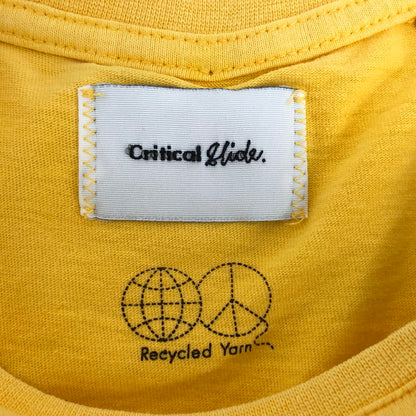 Critical Slide.
Recycled Yarn